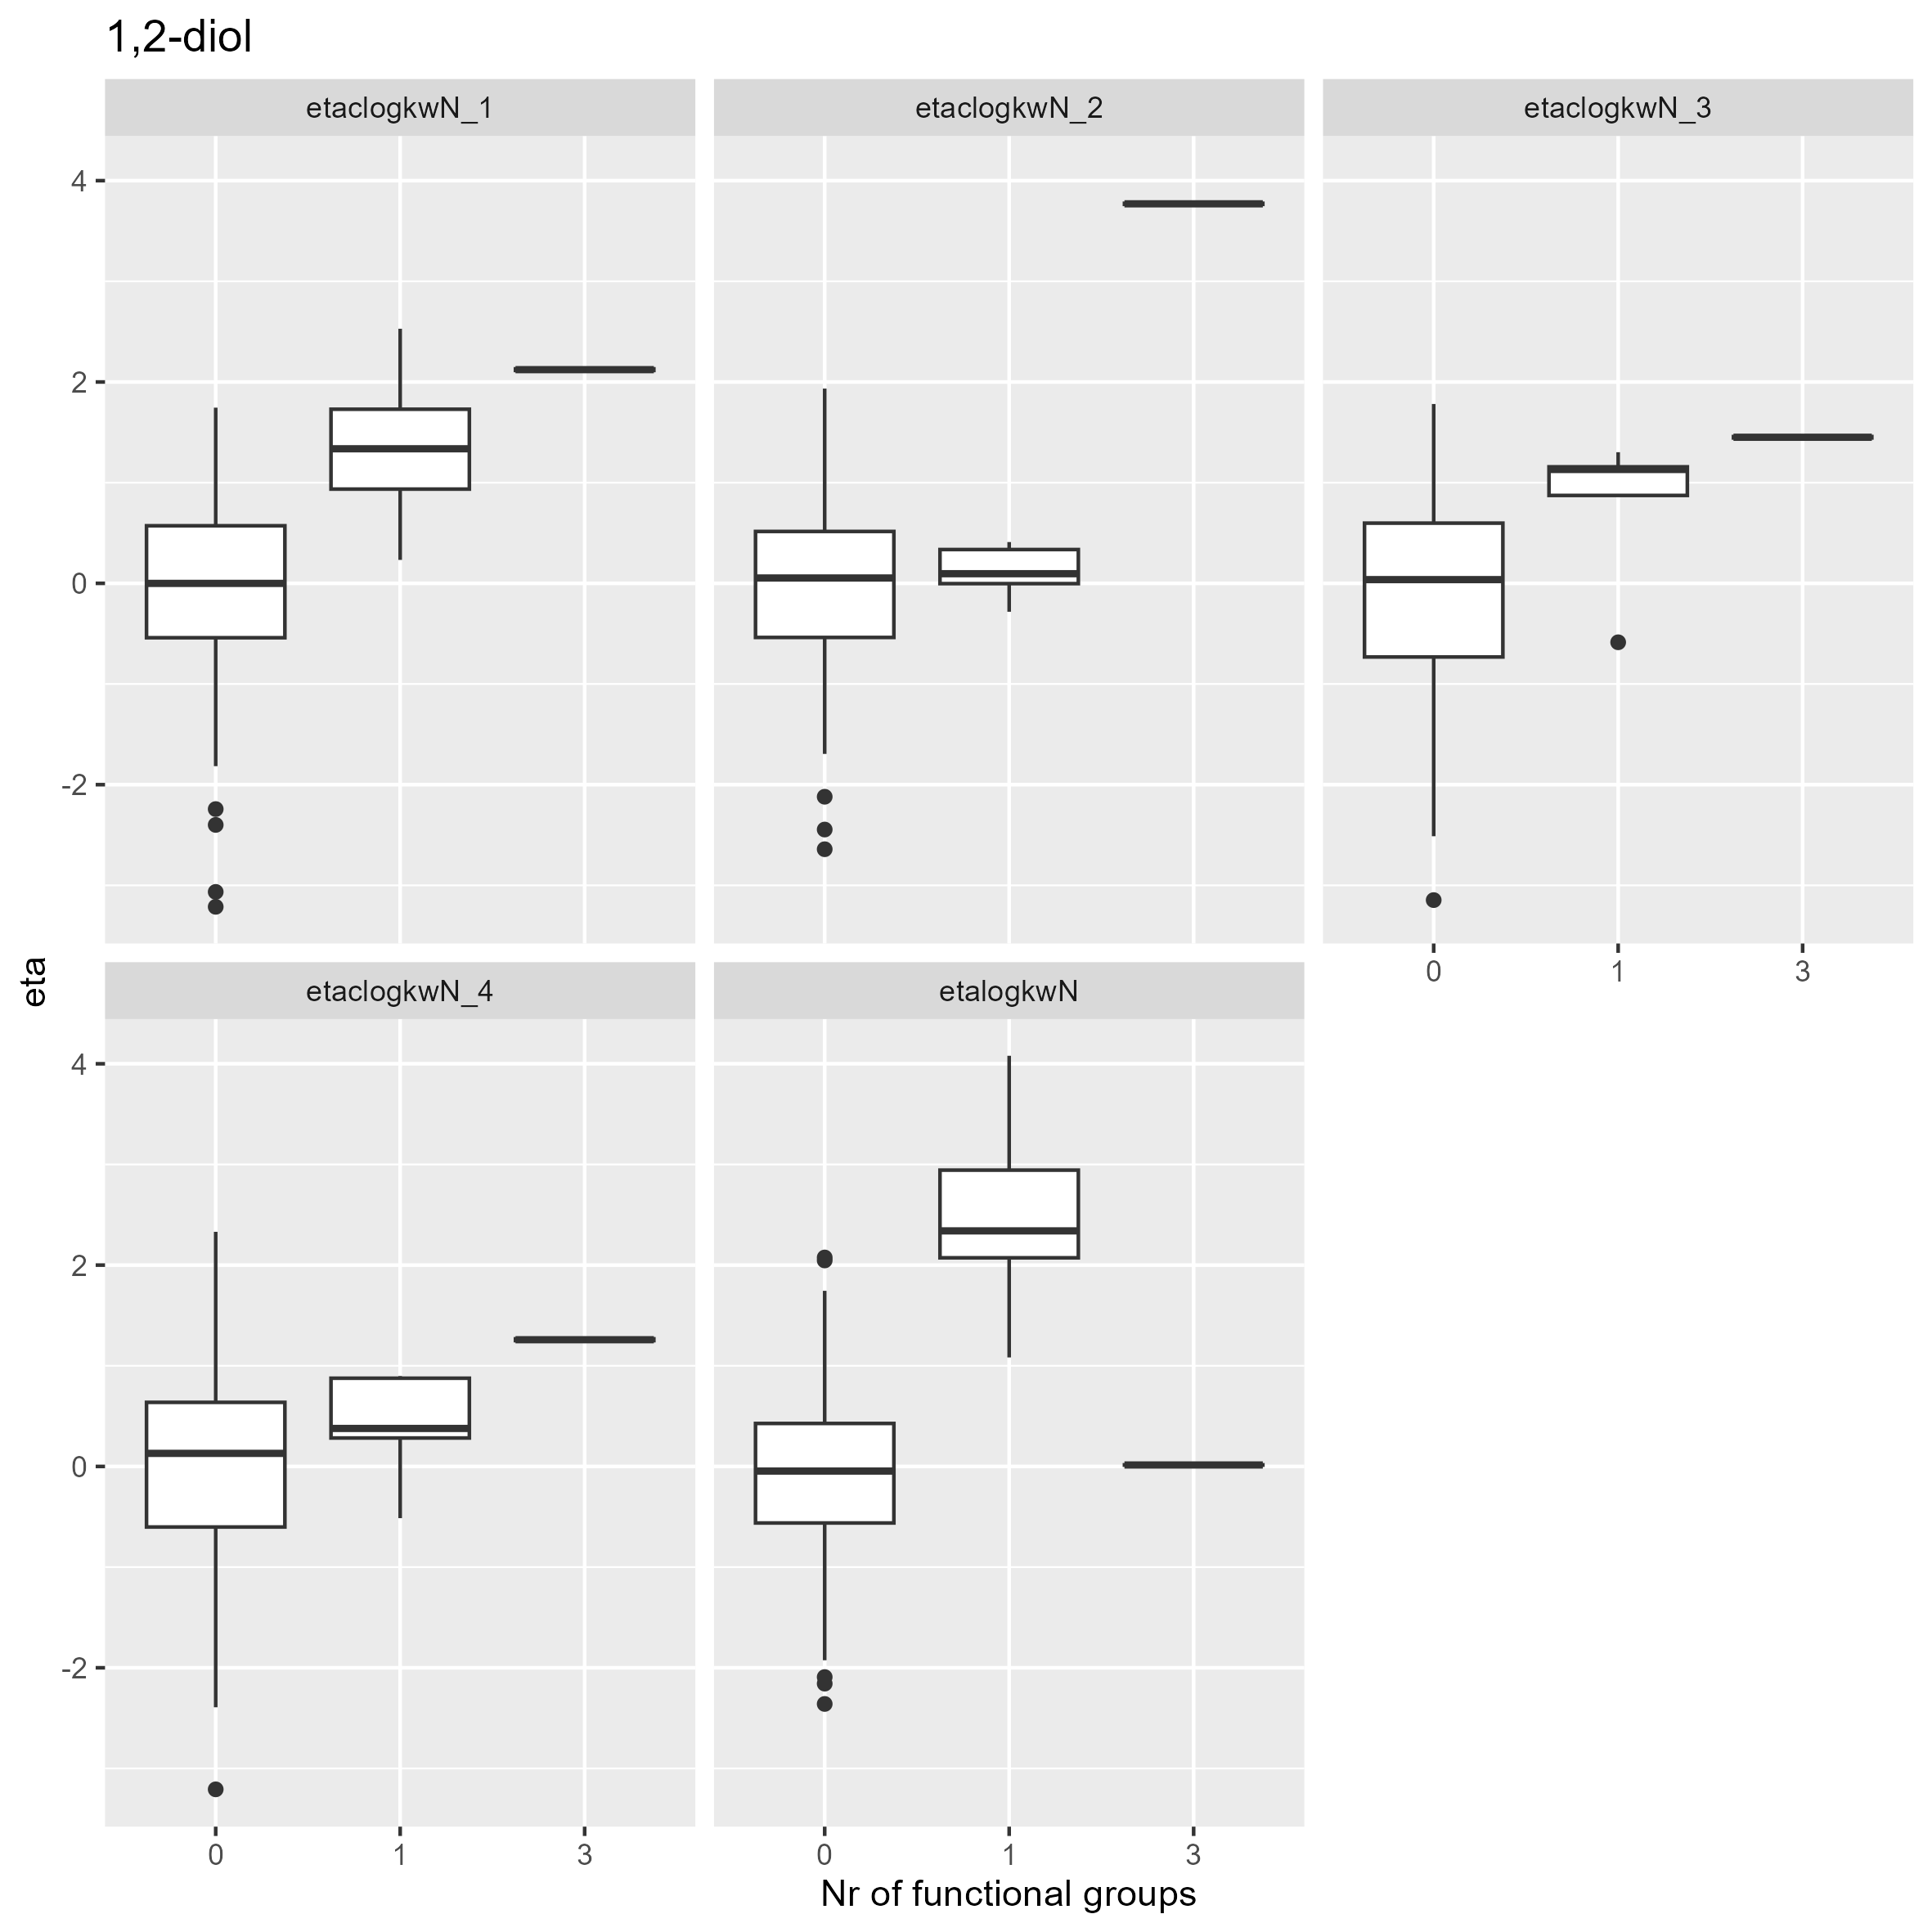 1,2-diol
etaclogkwN_1
etaclogkwN_2
etaclogkwN_3
4
2
0
-2
0
1
3
eta
etaclogkwN_4
etalogkwN
4
2
0
-2
0
1
3
0
1
3
Nr of functional groups